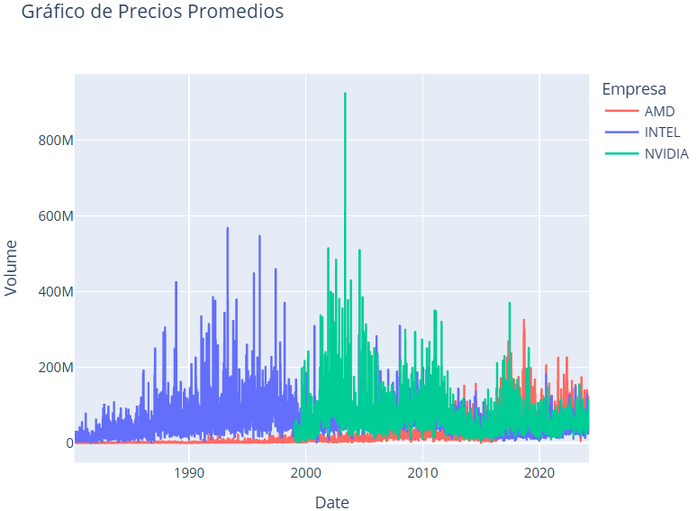 Gráfico de Precios Promedios
Empresa
AMD
INTEL
NVIDIA
Volume
800M
600M
400M
200M
0
1990
2000
2010
2020
Date